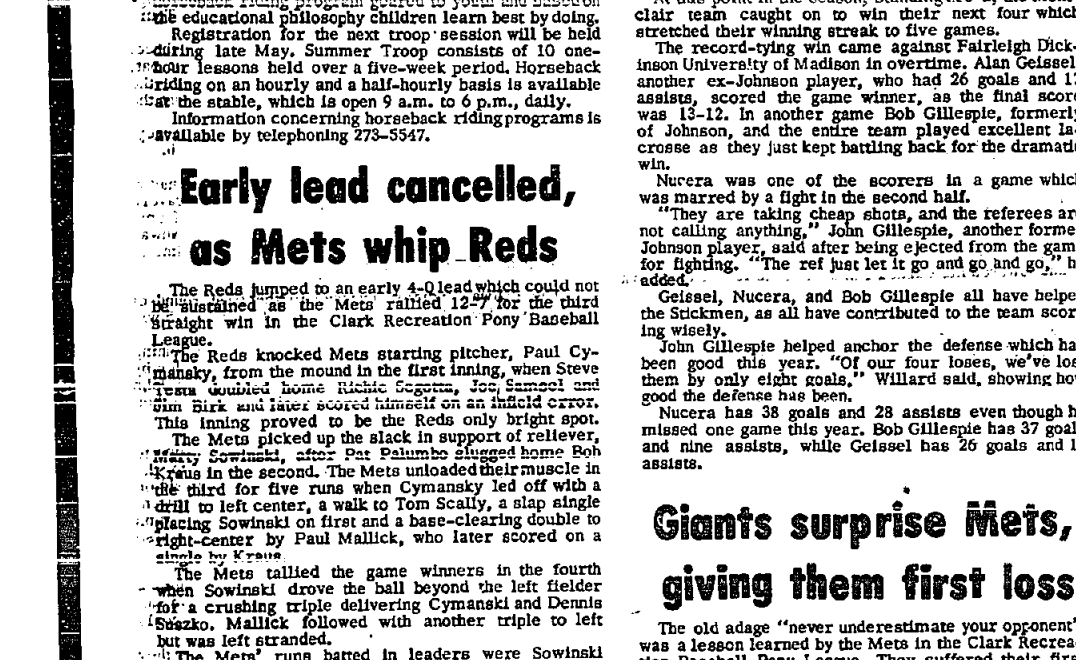 the educational philosophy children learn best by doing.
Registration for the next troop session will be held
during late May. Summer Troop consists of 10 one-
hour lessons held over a five-week period. Horseback
riding on an hourly and a half-hourly basis is available
at the stable, which is open 9 a.m. to 6 p.m., daily.
Information concerning horseback riding programs is
available by telephoning 273-5547.
Early lead cancelled,
as Mets whip Reds
The Reds jumped to an early 4-0 lead which could not
be sustained as the Mets rallied 12-7 for the third
straight win in the Clark Recreation Pony Baseball
League.
The Reds knocked Mets starting pitcher, Paul Cy-
mansky, from the mound in the first inning, when Steve
Testa doubled home Richie Segotta, Joe Samsel and
Jim Birk and later scored himself on an infield error.
This inning proved to be the Reds only bright spot.
The Mets picked up the slack in support of reliever,
Sowinski, after Pat Palumbo slugged home Bob
Kraus in the second. The Mets unloaded their muscle in
the third for five runs when Cymansky led off with a
drill to left center, a walk to Tom Scally, a slap single
placing Sowinski on first and a base-clearing double to
right-center by Paul Mallick, who later scored on a
single by Kraus.
The Mets tallied the game winners in the fourth
when Sowinski drove the ball beyond the left fielder
for a crushing triple delivering Cymanski and Dennis
Suszko. Mallick followed with another triple to left
but was left stranded.
The Mets' runs batted in leaders were Sowinski
clair team caught on to win their next four which
stretched their winning streak to five games.
The record-tying win came against Fairleigh Dick-
inson University of Madison in overtime. Alan Geissel,
another ex-Johnson player, who had 26 goals and
assists, scored the game winner, as the final score
was 13-12. In another game Bob Gillespie, formerly
of Johnson, and the entire team played excellent la-
crosse as they just kept battling back for the dramatic
win.
Nucera was one of the scorers in a game which
was marred by a fight in the second half.
"They are taking cheap shots, and the referees are
not calling anything," John Gillespie, another former
Johnson player, said after being ejected from the game
for fighting. "The ref just let it go and go and go," he
added.
Geissel, Nucera, and Bob Gillespie all have helped
the Stickmen, as all have contributed to the team scor-
ing wisely.
John Gillespie helped anchor the defense which has
been good this year. "Of our four loses, we've lost
them by only eight goals," Willard said, showing how
good the defense has been.
Nucera has 38 goals and 28 assists even though he
missed one game this year. Bob Gillespie has 37 goals
and nine assists, while Geissel has 26 goals and
assists.
Giants surprise Mets,
giving them first loss
The old adage "never underestimate your opponent"
was a lesson learned by the Mets in the Clark Recrea-